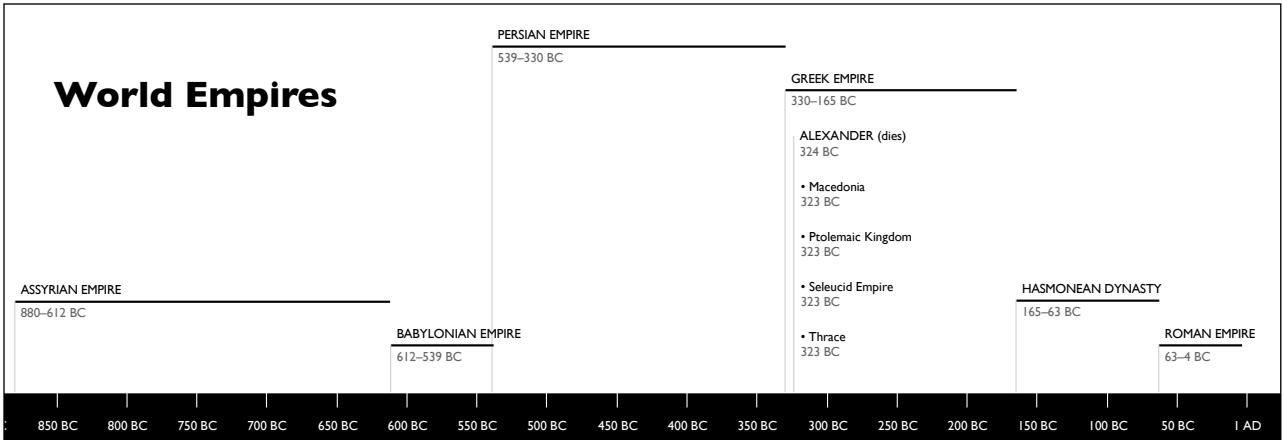 World Empires
ASSYRIAN EMPIRE
880–612 BC
BABYLONIAN EMPIRE
612–539 BC
PERSIAN EMPIRE
539–330 BC
GREEK EMPIRE
330–165 BC
ALEXANDER (dies)
324 BC
• Macedonia
323 BC
• Ptolemaic Kingdom
323 BC
• Seleucid Empire
323 BC
• Thrace
323 BC
HASMONEAN DYNASTY
165–63 BC
ROMAN EMPIRE
63–4 BC
850 BC 800 BC 750 BC 700 BC 650 BC 600 BC 550 BC 500 BC 450 BC 400 BC 350 BC 300 BC 250 BC 200 BC 150 BC 100 BC 50 BC 1 AD